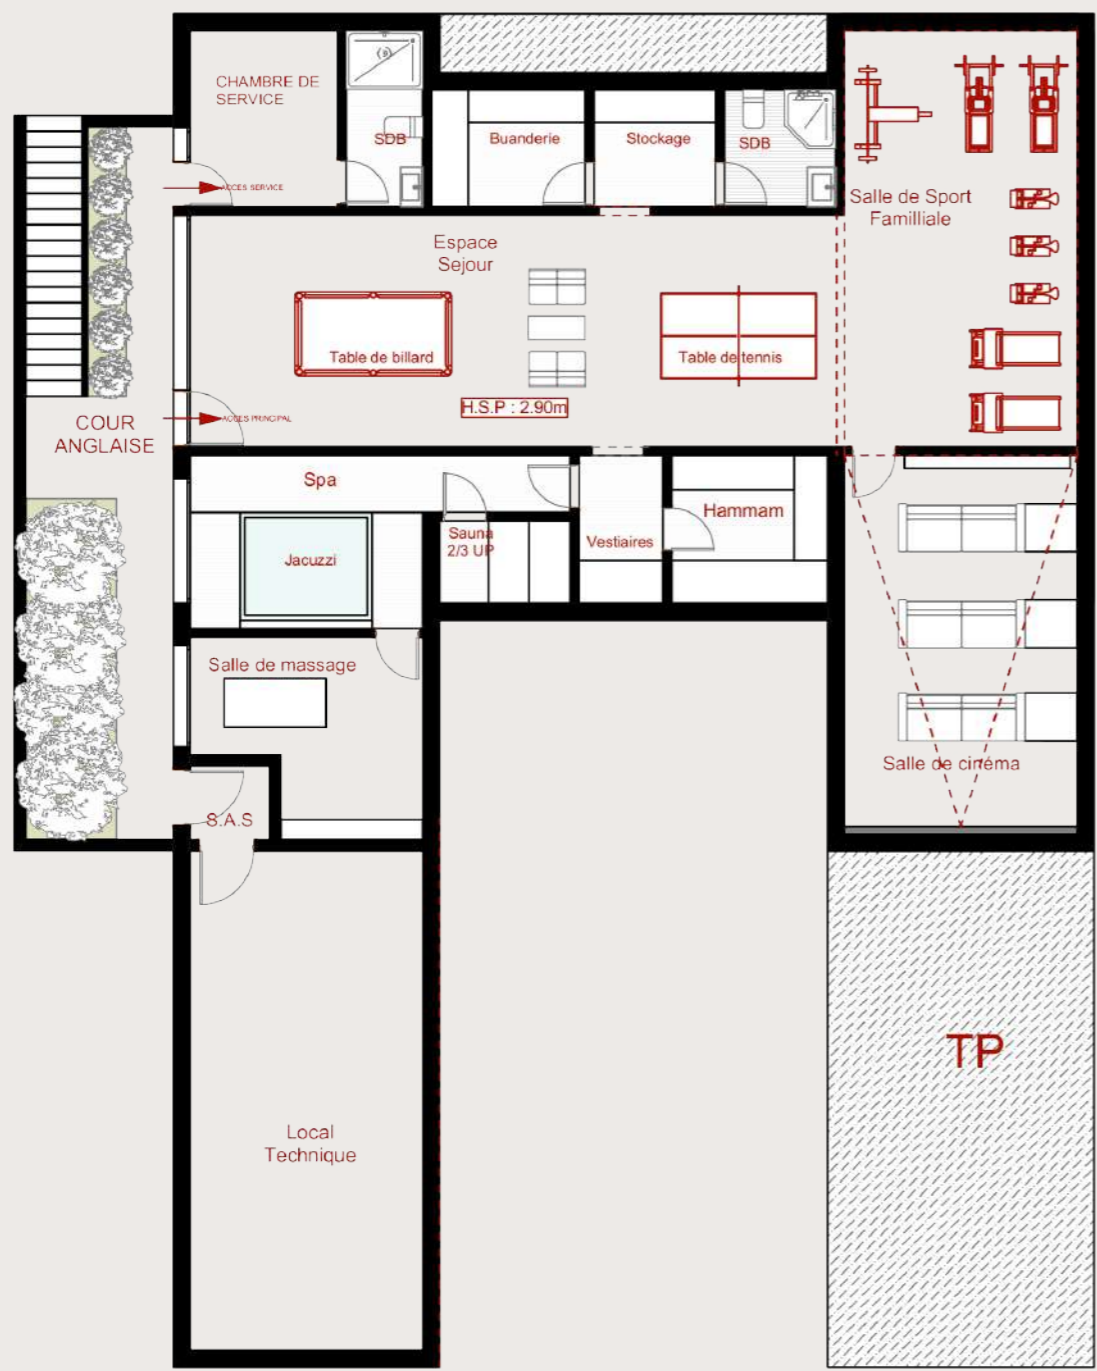 CHAMBRE DE
SERVICE
SDB
Buanderie
Stockage
SDB
ACCES SERVICE
Salle de Sport
Familliale
Espace
Sejour
Table de billard
Table de tennis
H.S.P : 2.90m
ACCES PRINCIPAL
COUR
ANGLAISE
Spa
Hammam
Sauna
2/3 UP
Vestiaires
Jacuzzi
Salle de massage
Salle de cinéma
S.A.S
TP
Local
Technique